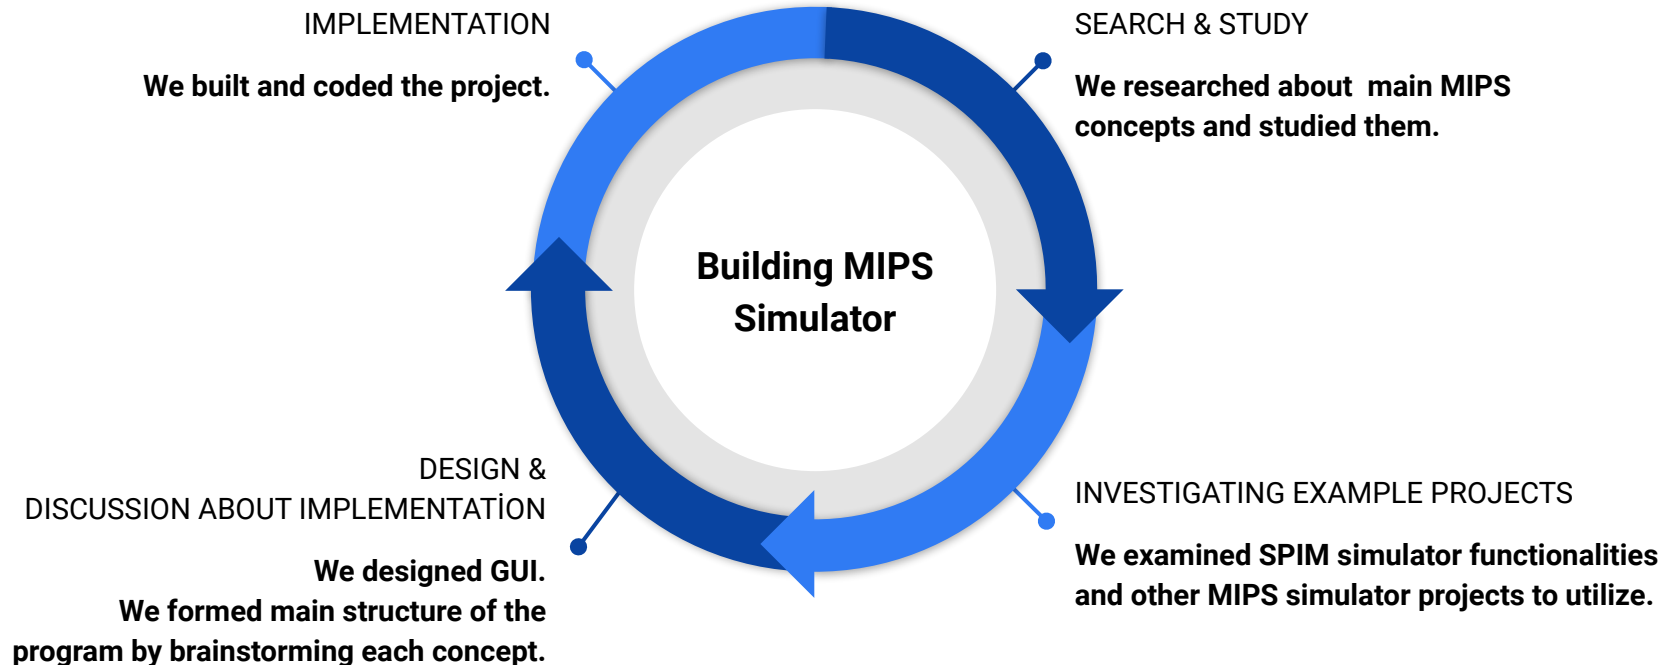 IMPLEMENTATION
We built and coded the project.
SEARCH & STUDY
We researched about  main MIPS
concepts and studied them.
Building MIPS
Simulator
DESIGN &
DISCUSSION ABOUT IMPLEMENTATİON
We designed GUI.
We formed main structure of the
program by brainstorming each concept.
INVESTIGATING EXAMPLE PROJECTS
We examined SPIM simulator functionalities
and other MIPS simulator projects to utilize.